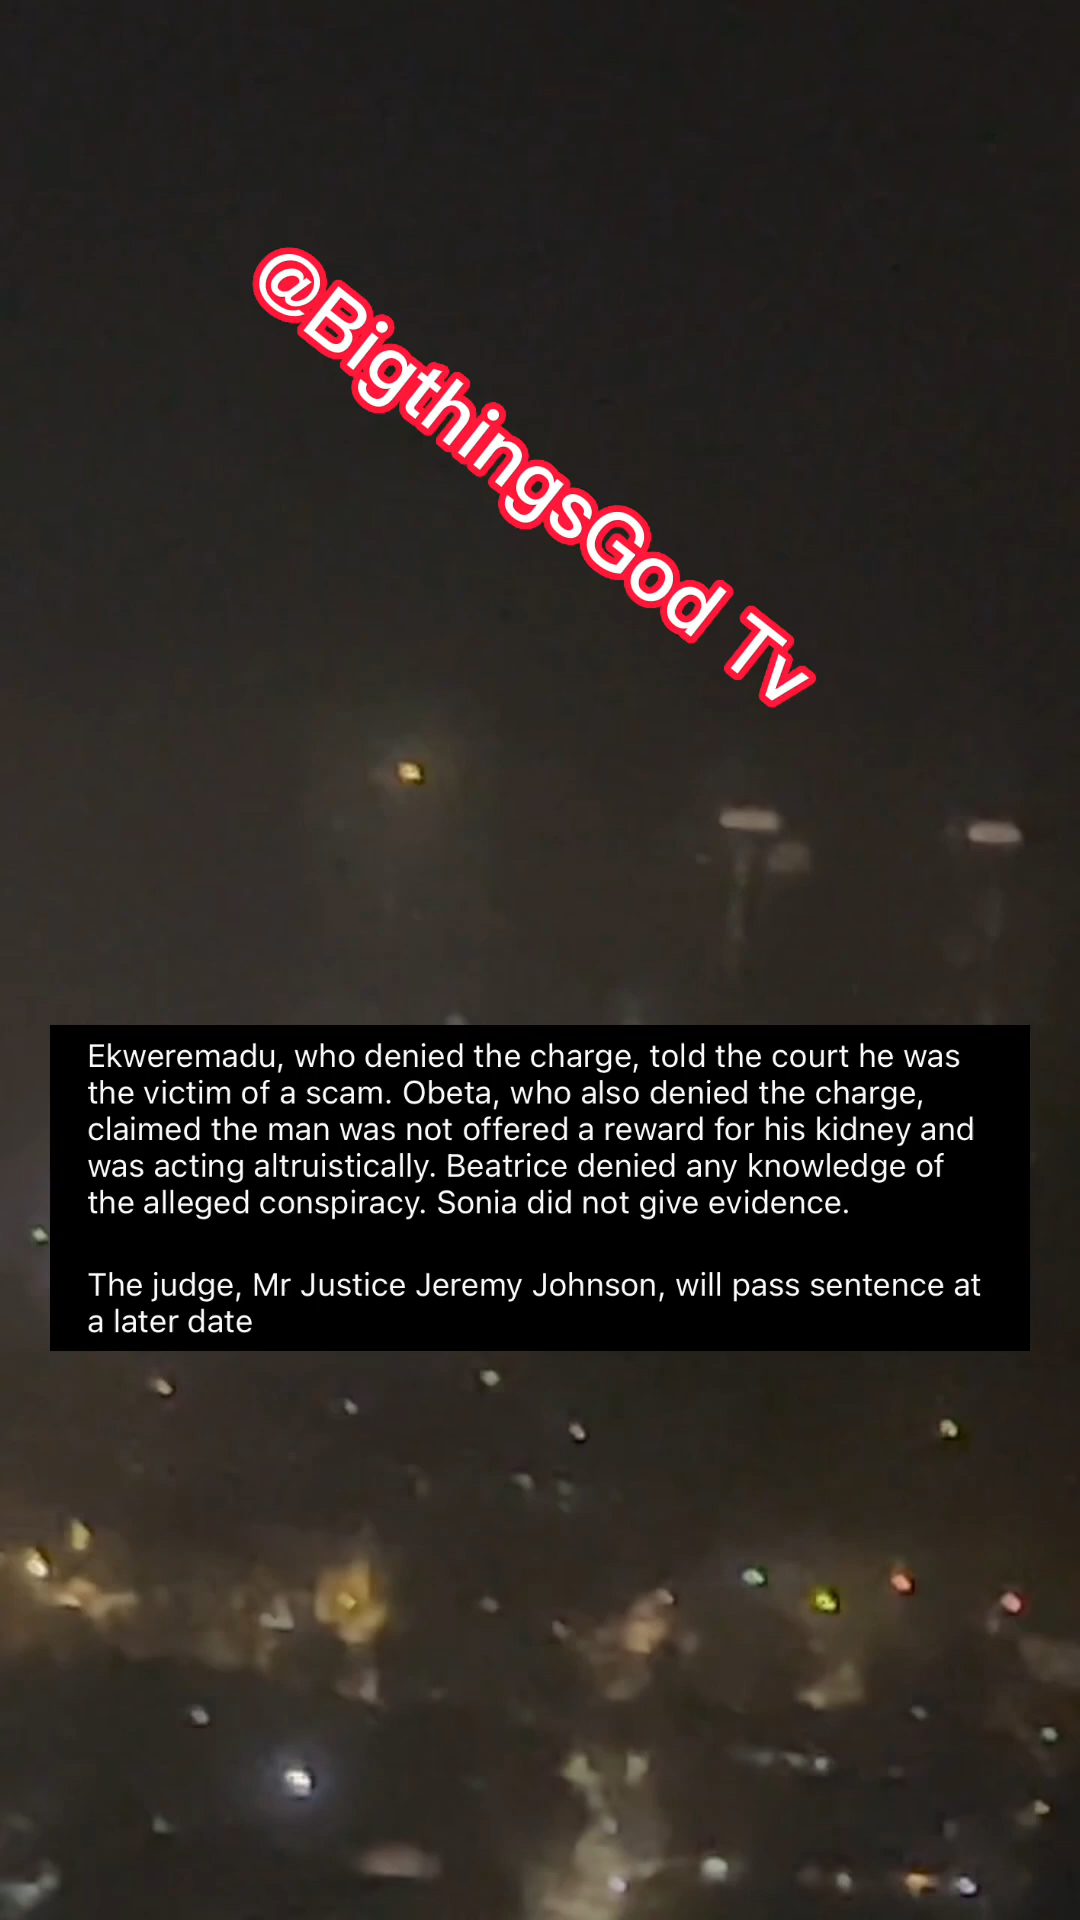 @BigthingsGod Tv
Ekweremadu, who denied the charge, told the court he was
the victim of a scam. Obeta, who also denied the charge,
claimed the man was not offered a reward for his kidney and
was acting altruistically. Beatrice denied any knowledge of
the alleged conspiracy. Sonia did not give evidence.
The judge, Mr Justice Jeremy Johnson, will pass sentence at
a later date